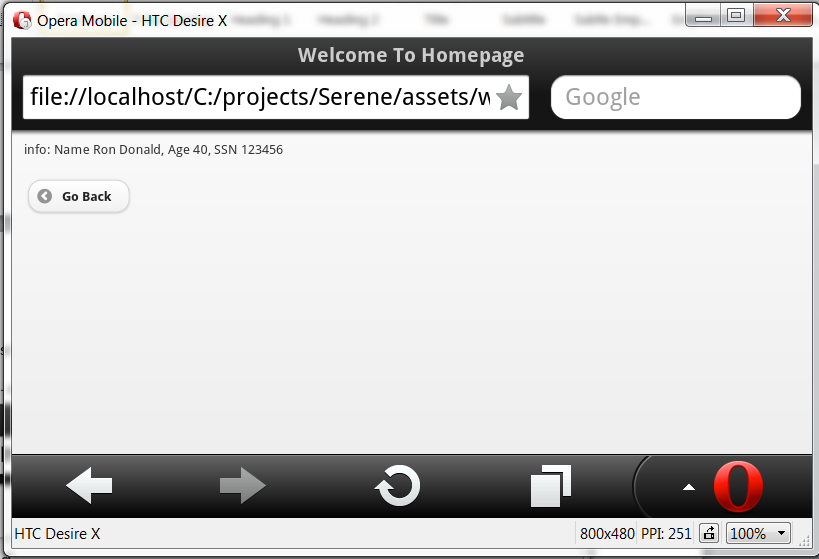 Opera Mobile - HTC Desire X
Welcome To Homepage
file://localhost/C:/projects/Serene/assets/w
Google
info: Name Ron Donald, Age 40, SSN 123456
Go Back
HTC Desire X
800x480 PPI: 251
100%